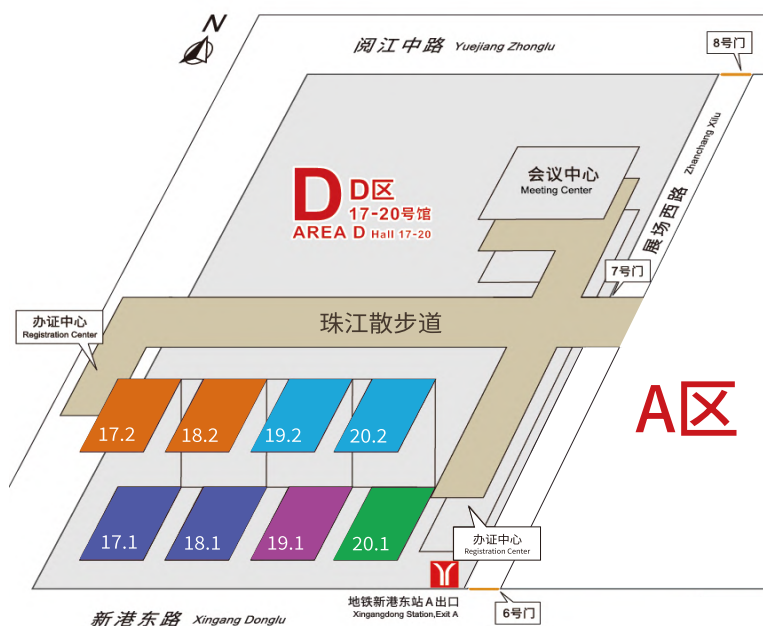 N
阅江中路 Yuejiang Zhonglu
8号门
展场西路 Zhanchang Xilu
会议中心
Meeting Center
D
D区
17-20号馆
AREA D Hall 17-20
7号门
办证中心
Registration Center
珠江散步道
A区
17.2
18.2
19.2
20.2
17.1
18.1
19.1
20.1
办证中心
Registration Center
地铁新港东站A出口
Xingangdong Station,Exit A
6号门
新港东路 Xingang Donglu